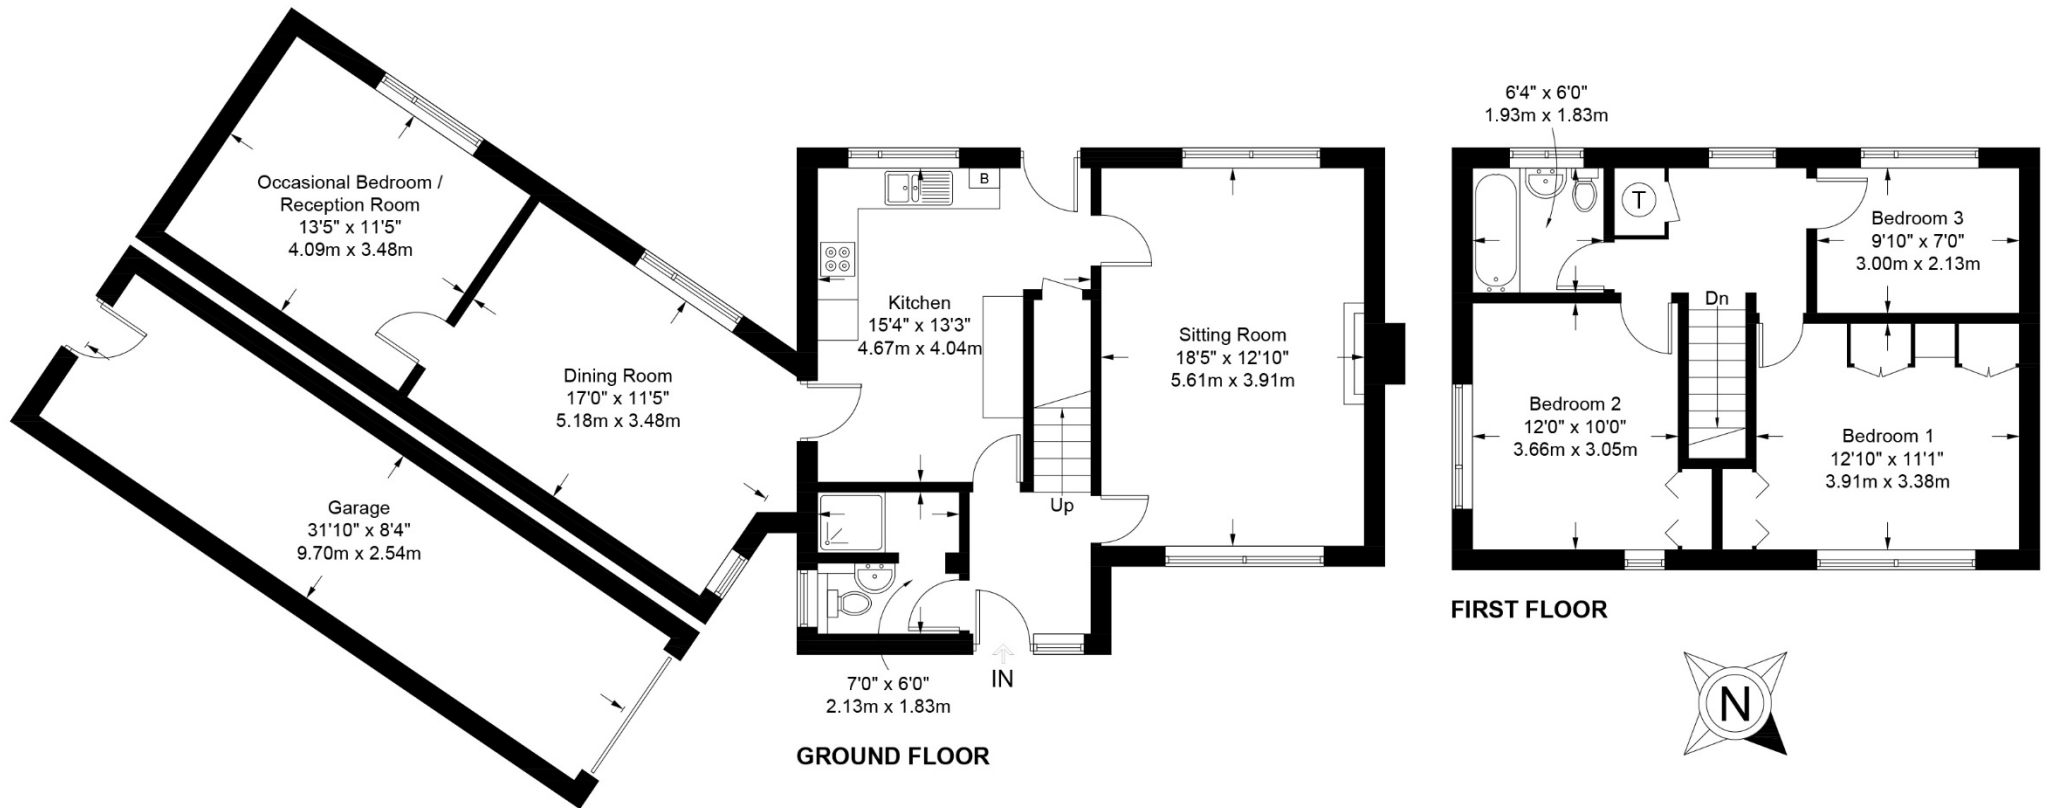 Occasional Bedroom /
Reception Room
13'5" x 11'5"
4.09m x 3.48m
Dining Room
17'0" x 11'5"
5.18m x 3.48m
Garage
31'10" x 8'4"
9.70m x 2.54m
B
Kitchen
15'4" x 13'3"
4.67m x 4.04m
Sitting Room
18'5" x 12'10"
5.61m x 3.91m
Up
IN
7'0" x 6'0"
2.13m x 1.83m
GROUND FLOOR
6'4" x 6'0"
1.93m x 1.83m
T
Bedroom 3
9'10" x 7'0"
3.00m x 2.13m
Dn
Bedroom 2
12'0" x 10'0"
3.66m x 3.05m
Bedroom 1
12'10" x 11'1"
3.91m x 3.38m
FIRST FLOOR
N